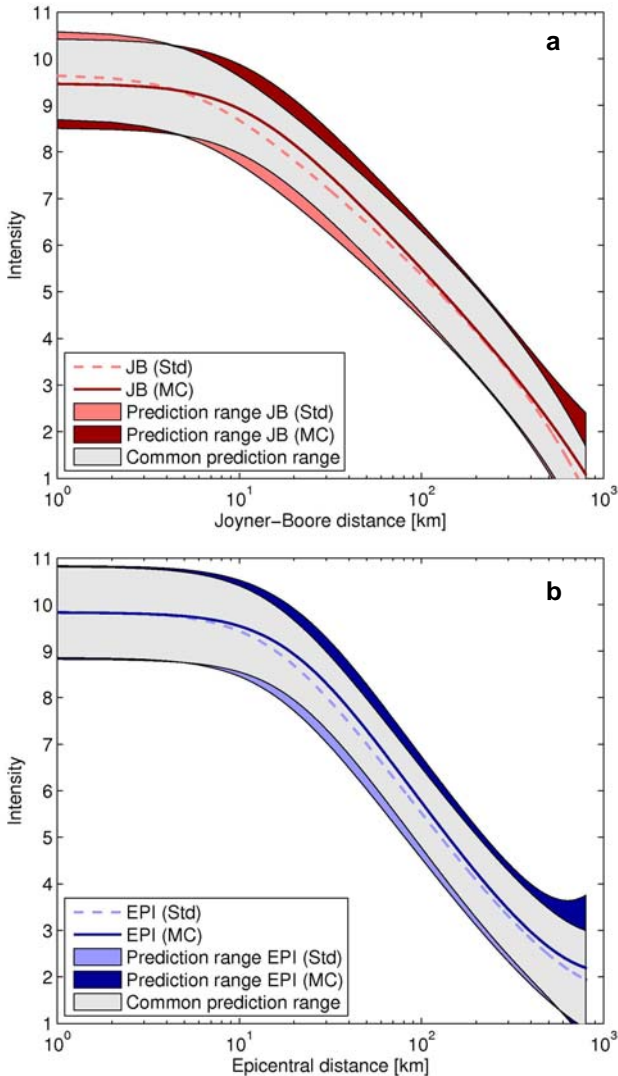 a
11
10
9
8
7
6
5
4
3
2
1
Intensity
JB (Std)
JB (MC)
Prediction range JB (Std)
Prediction range JB (MC)
Common prediction range
10^0
10^1
10^2
10^3
Joyner−Boore distance [km]
b
11
10
9
8
7
6
5
4
3
2
1
Intensity
EPI (Std)
EPI (MC)
Prediction range EPI (Std)
Prediction range EPI (MC)
Common prediction range
10^0
10^1
10^2
10^3
Epicentral distance [km]